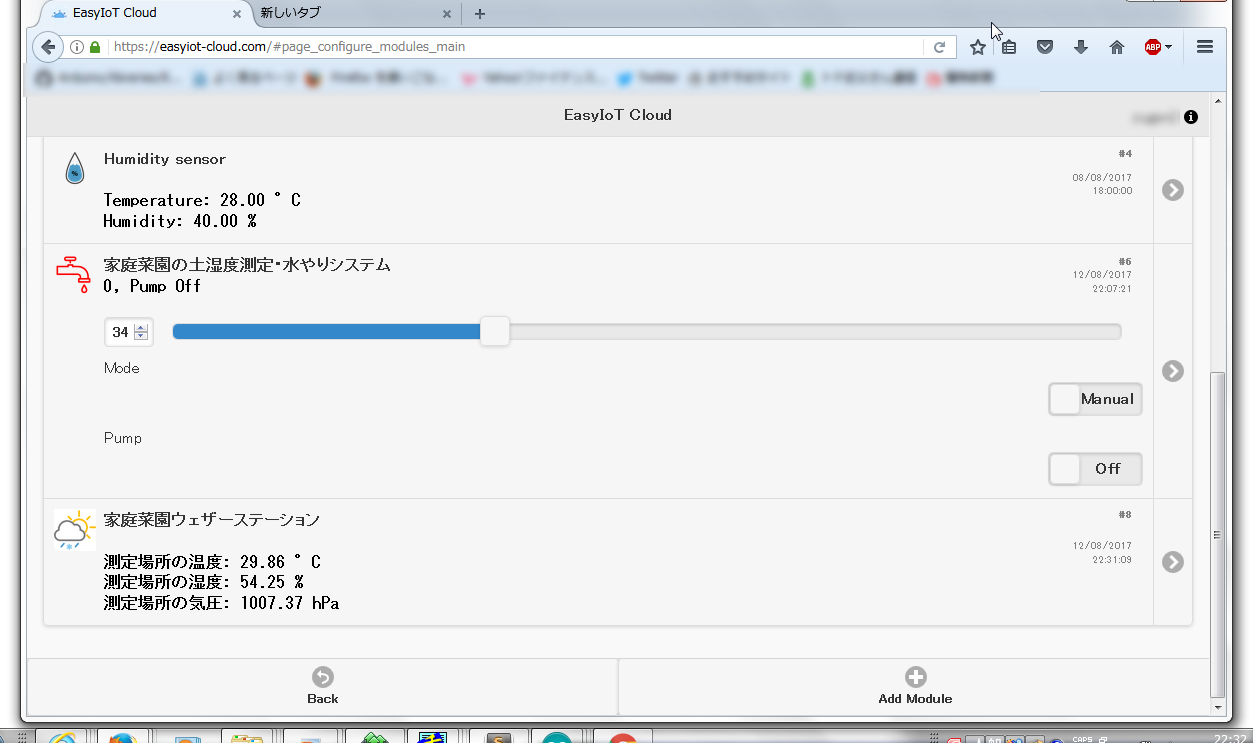 EasyIoT Cloud
新しいタブ
https://easyiot-cloud.com/#page_configure_modules_main
ABP
EasyIoT Cloud
Humidity sensor
#4
08/08/2017
18:00:00
%
Temperature: 28.00 ° C
Humidity: 40.00 %
家庭菜園の土湿度測定・水やりシステム
#6
0, Pump Off
12/08/2017
22:07:21
34
Mode
Manual
Pump
Off
家庭菜園ウェザーステーション
#8
12/08/2017
22:31:09
測定場所の温度: 29.86 ° C
測定場所の湿度: 54.25 %
測定場所の気圧: 1007.37 hPa
Back
Add Module
CAPS
22:32